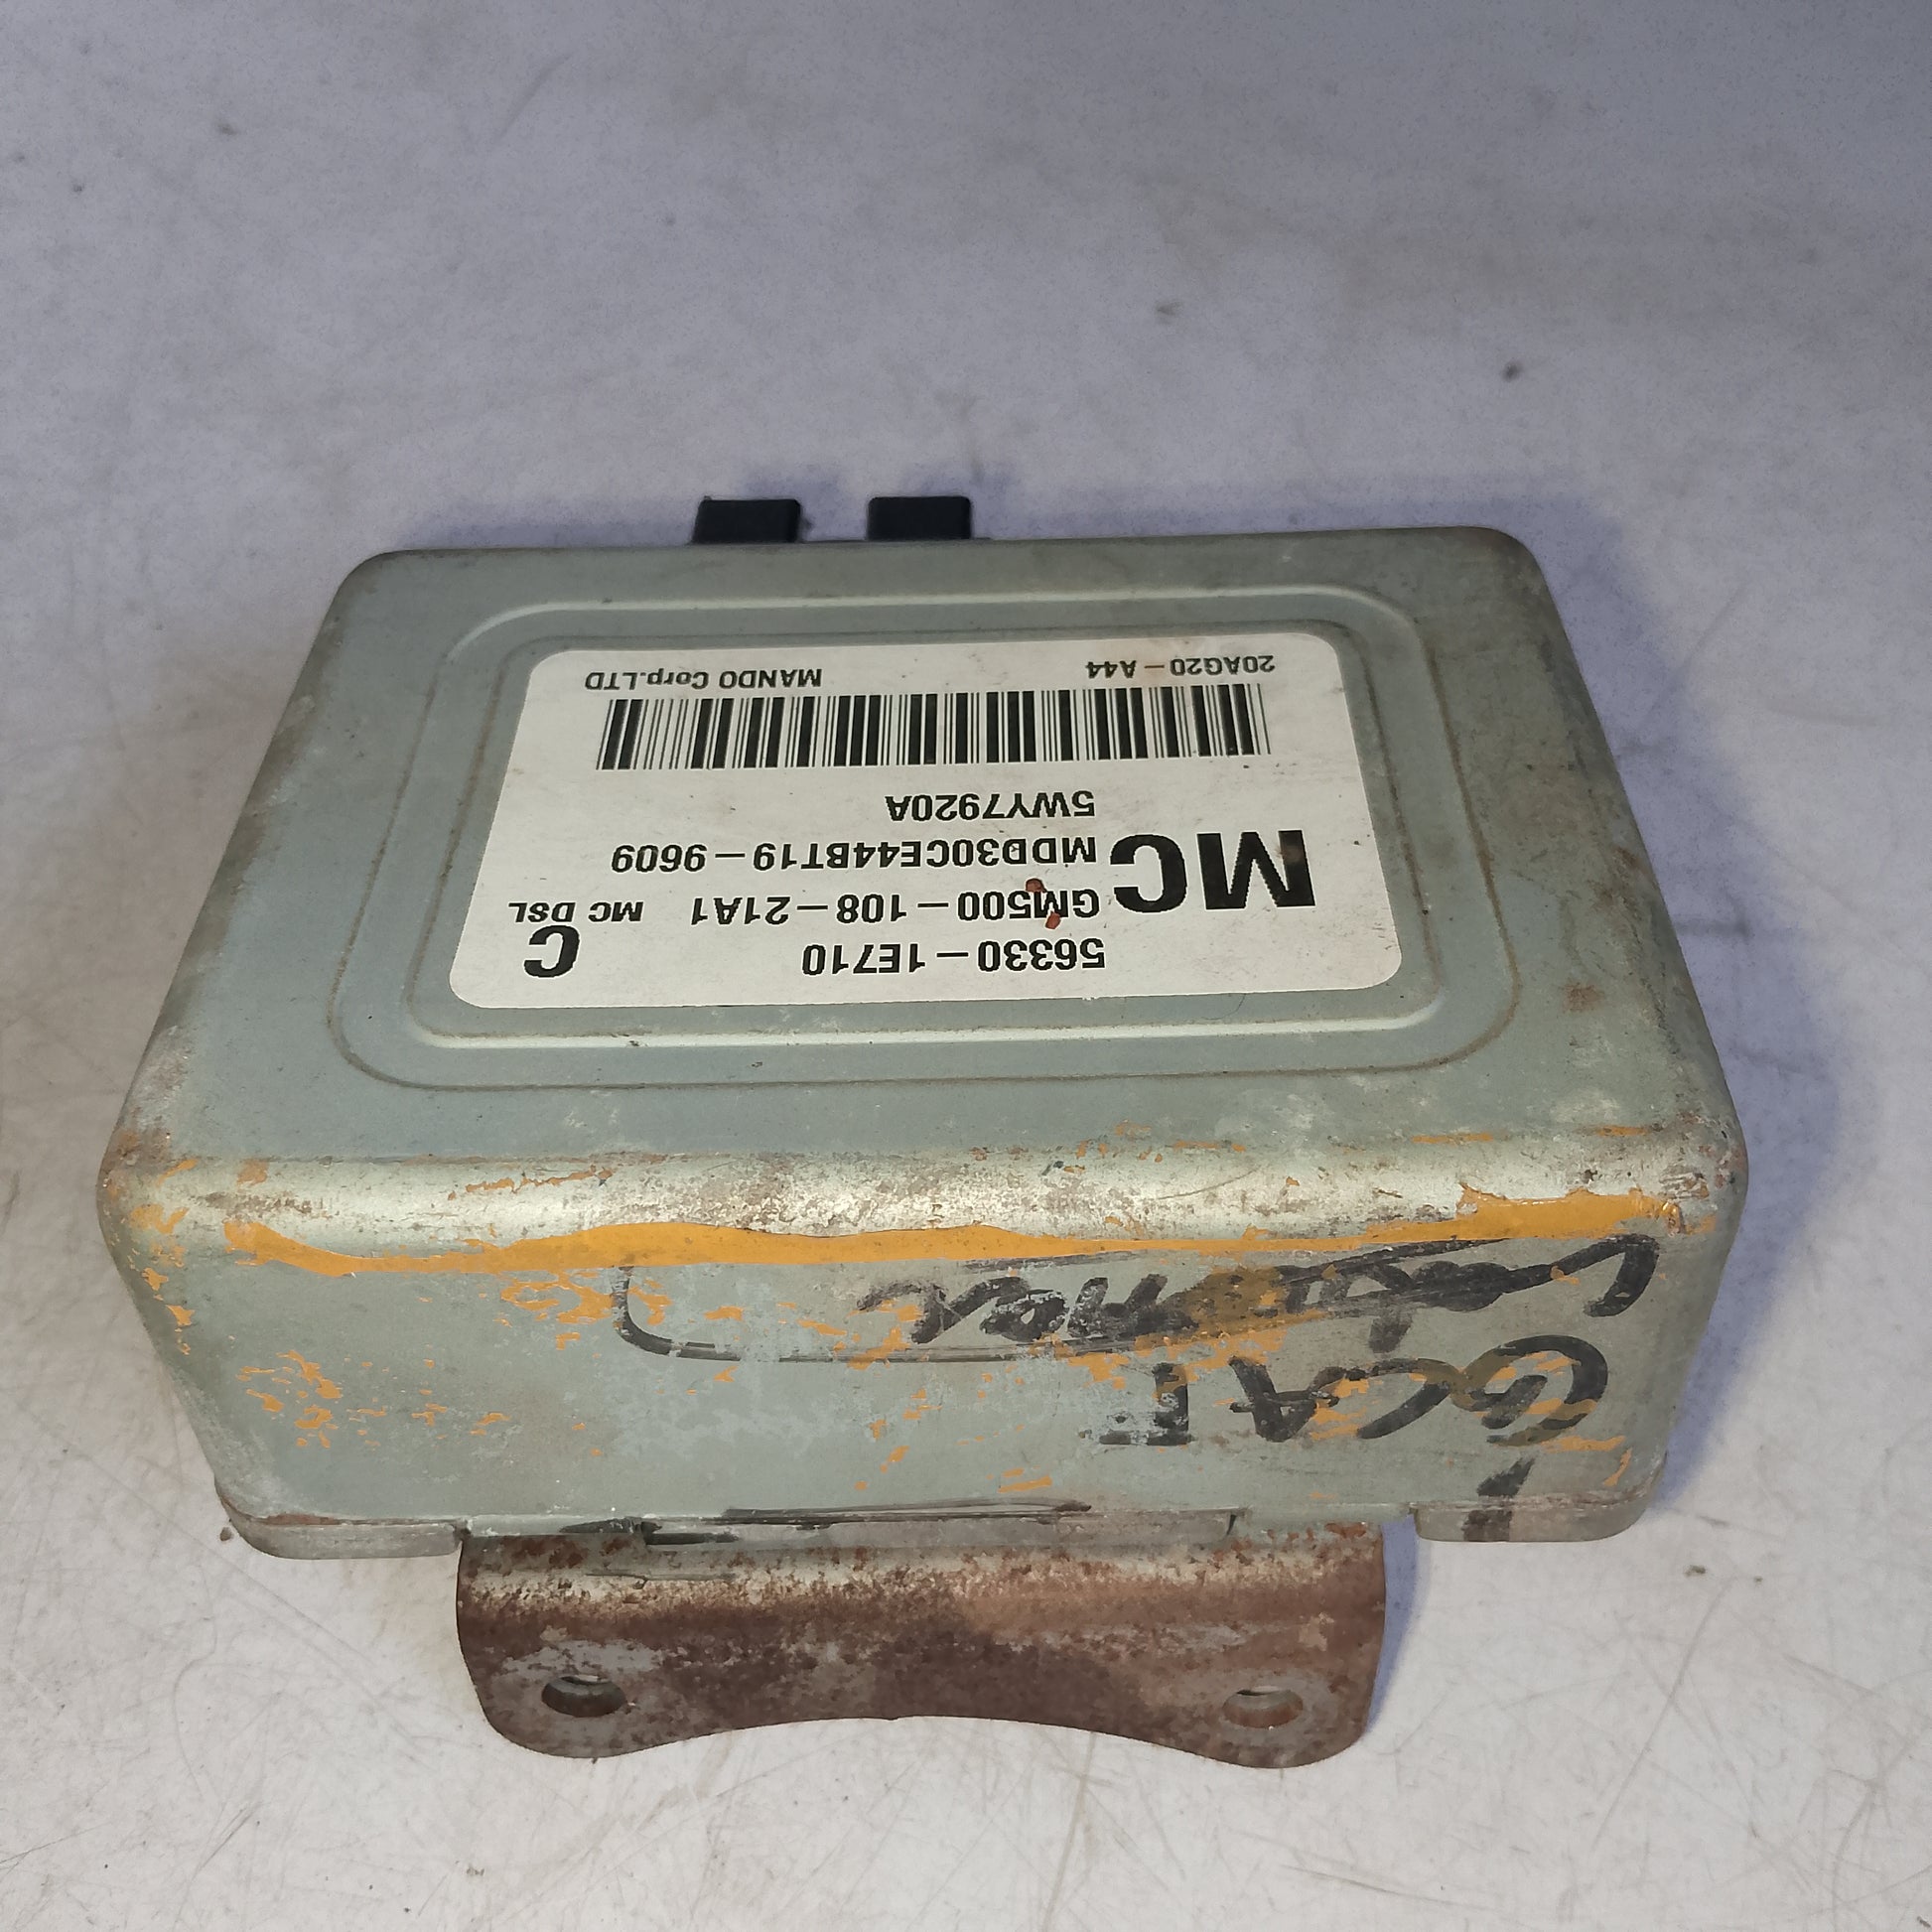 56330-1E710
C
GM500-108-21A1 MC DSL
MC
MDD30CE44BT19-9609
5WY7920A
20AG20-A44 MANDO Corp.LTD